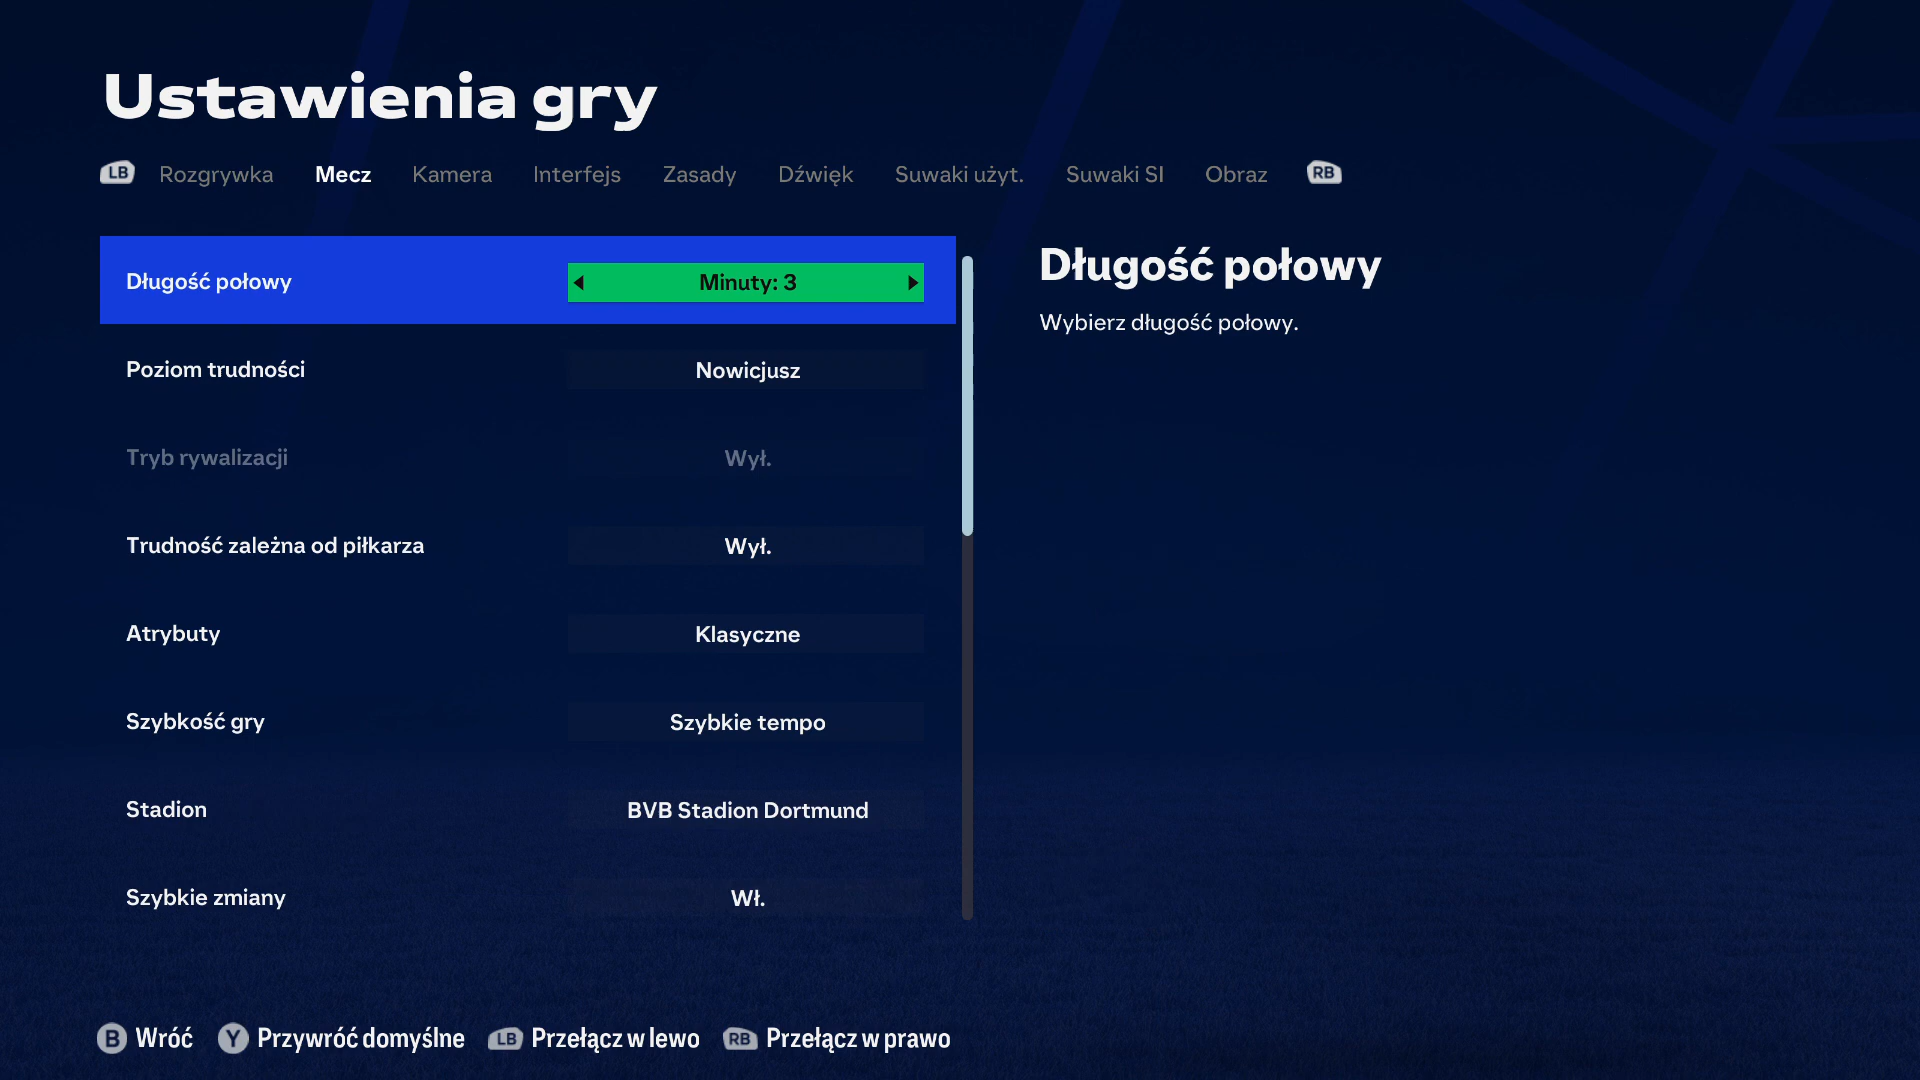 Ustawienia gry
LB Rozgrywka Mecz Kamera Interfejs Zasady Dźwięk Suwaki użyt. Suwaki SI Obraz RB
Długość połowy Minuty: 3
Poziom trudności Nowicjusz
Tryb rywalizacji Wył.
Trudność zależna od piłkarza Wył.
Atrybuty Klasyczne
Szybkość gry Szybkie tempo
Stadion BVB Stadion Dortmund
Szybkie zmiany Wł.
Długość połowy
Wybierz długość połowy.
B Wróć Y Przywróć domyślne LB Przełącz w lewo RB Przełącz w prawo